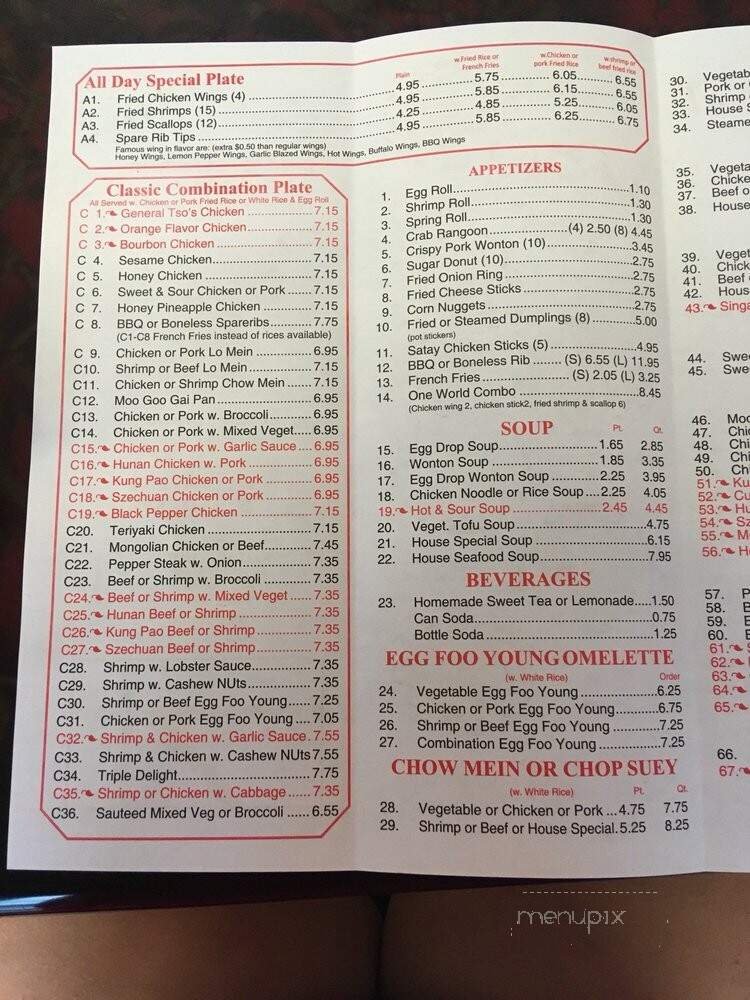 All Day Special Plate
Plain
w.Fried Rice or
French Fries
w.Chicken or
pork Fried Rice
w.shrimp or
beef fried rice
A1. Fried Chicken Wings (4) 4.95 5.75 6.05 6.55
A2. Fried Shrimps (15) 4.95 5.85 6.15 6.55
A3. Fried Scallops (12) 4.25 4.85 5.25 6.05
A4. Spare Rib Tips 4.95 5.85 6.25 6.75
Famous wing in flavor are: (extra $0.50 than regular wings)
Honey Wings, Lemon Pepper Wings, Garlic Blazed Wings, Hot Wings, Buffalo Wings, BBQ Wings
Classic Combination Plate
All Served w. Chicken or Pork Fried Rice or White Rice & Egg Roll
C 1. General Tso's Chicken 7.15
C 2. Orange Flavor Chicken 7.15
C 3. Bourbon Chicken 7.15
C 4. Sesame Chicken 7.15
C 5. Honey Chicken 7.15
C 6. Sweet & Sour Chicken or Pork 7.15
C 7. Honey Pineapple Chicken 7.15
C 8. BBQ or Boneless Spareribs 7.75
(C1-C8 French Fries instead of rices available)
C 9. Chicken or Pork Lo Mein 6.95
C10. Shrimp or Beef Lo Mein 7.15
C11. Chicken or Shrimp Chow Mein 7.15
C12. Moo Goo Gai Pan 6.95
C13. Chicken or Pork w. Broccoli 6.95
C14. Chicken or Pork w. Mixed Veget 6.95
C15. Chicken or Pork w. Garlic Sauce 6.95
C16. Hunan Chicken w. Pork 6.95
C17. Kung Pao Chicken or Pork 6.95
C18. Szechuan Chicken or Pork 6.95
C19. Black Pepper Chicken 7.15
C20. Teriyaki Chicken 7.15
C21. Mongolian Chicken or Beef 7.45
C22. Pepper Steak w. Onion 7.35
C23. Beef or Shrimp w. Broccoli 7.35
C24. Beef or Shrimp w. Mixed Veget 7.35
C25. Hunan Beef or Shrimp 7.35
C26. Kung Pao Beef or Shrimp 7.35
C27. Szechuan Beef or Shrimp 7.35
C28. Shrimp w. Lobster Sauce 7.35
C29. Shrimp w. Cashew NUts 7.35
C30. Shrimp or Beef Egg Foo Young 7.25
C31. Chicken or Pork Egg Foo Young 7.05
C32. Shrimp & Chicken w. Garlic Sauce 7.55
C33. Shrimp & Chicken w. Cashew NUts 7.55
C34. Triple Delight 7.75
C35. Shrimp or Chicken w. Cabbage 7.35
C36. Sauteed Mixed Veg or Broccoli 6.55
APPETIZERS
1. Egg Roll 1.10
2. Shrimp Roll 1.30
3. Spring Roll 1.30
4. Crab Rangoon (4) 2.50 (8) 4.45
5. Crispy Pork Wonton (10) 3.45
6. Sugar Donut (10) 2.75
7. Fried Onion Ring 2.75
8. Fried Cheese Sticks 2.75
9. Corn Nuggets 2.75
10. Fried or Steamed Dumplings (8) 5.00
(pot stickers)
11. Satay Chicken Sticks (5) 4.95
12. BBQ or Boneless Rib (S) 6.55 (L) 11.95
13. French Fries (S) 2.05 (L) 3.25
14. One World Combo 8.45
(Chicken wing 2, chicken stick2, fried shrimp & scallop 6)
SOUP Pt. Qt.
15. Egg Drop Soup 1.65 2.85
16. Wonton Soup 1.85 3.35
17. Egg Drop Wonton Soup 2.25 3.95
18. Chicken Noodle or Rice Soup 2.25 4.05
19. Hot & Sour Soup 2.45 4.45
20. Veget. Tofu Soup 4.75
21. House Special Soup 6.15
22. House Seafood Soup 7.95
BEVERAGES
23. Homemade Sweet Tea or Lemonade 1.50
Can Soda 0.75
Bottle Soda 1.25
EGG FOO YOUNG OMELETTE
(w. White Rice) Order
24. Vegetable Egg Foo Young 6.25
25. Chicken or Pork Egg Foo Young 6.75
26. Shrimp or Beef Egg Foo Young 7.25
27. Combination Egg Foo Young 7.25
CHOW MEIN OR CHOP SUEY
(w. White Rice) Pt. Qt.
28. Vegetable or Chicken or Pork 4.75 7.75
29. Shrimp or Beef or House Special 5.25 8.25
30.
31. Pork or
32. Shrimp
33. House
34.
35.
36.
37. Beef o
38. House
39.
40.
41. Beef
42.
43.
44.
45.
46.
47.
48.
49.
50.
51.
52.
53.
54.
55.
56.
57.
58.
59.
60.
61.
62.
63.
64.
65.
66.
67.
menupix